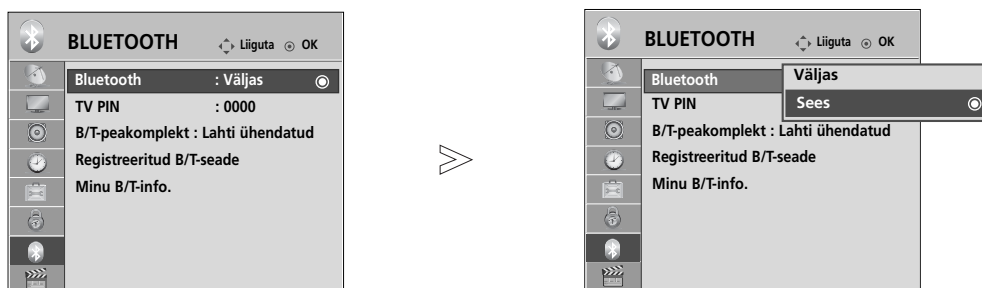 BLUETOOTH Liiguta OK
Bluetooth : Väljas
TV PIN : 0000
B/T-peakomplekt : Lahti ühendatud
Registreeritud B/T-seade
Minu B/T-info.
BLUETOOTH Liiguta OK
Bluetooth
Väljas
Sees
TV PIN
B/T-peakomplekt : Lahti ühendatud
Registreeritud B/T-seade
Minu B/T-info.